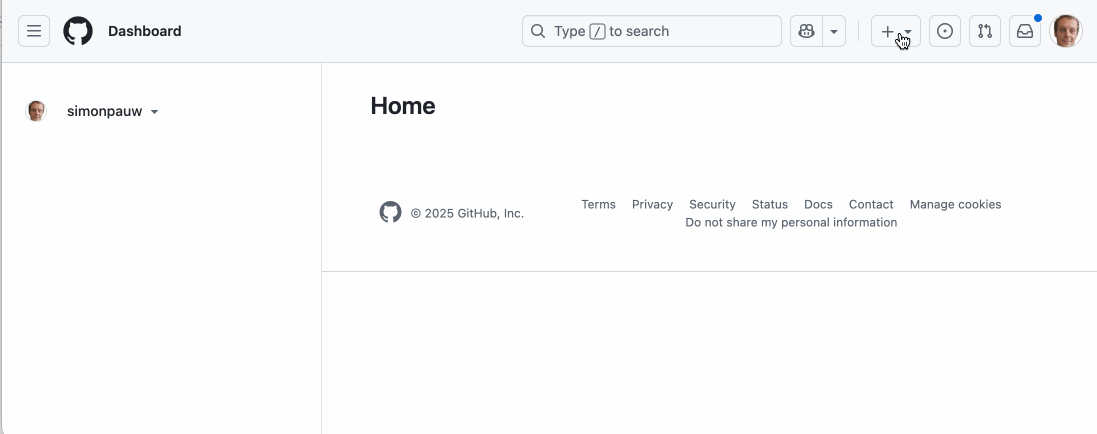 Dashboard
Type / to search
simonpauw
Home
© 2025 GitHub, Inc.
Terms Privacy Security Status Docs Contact Manage cookies
Do not share my personal information